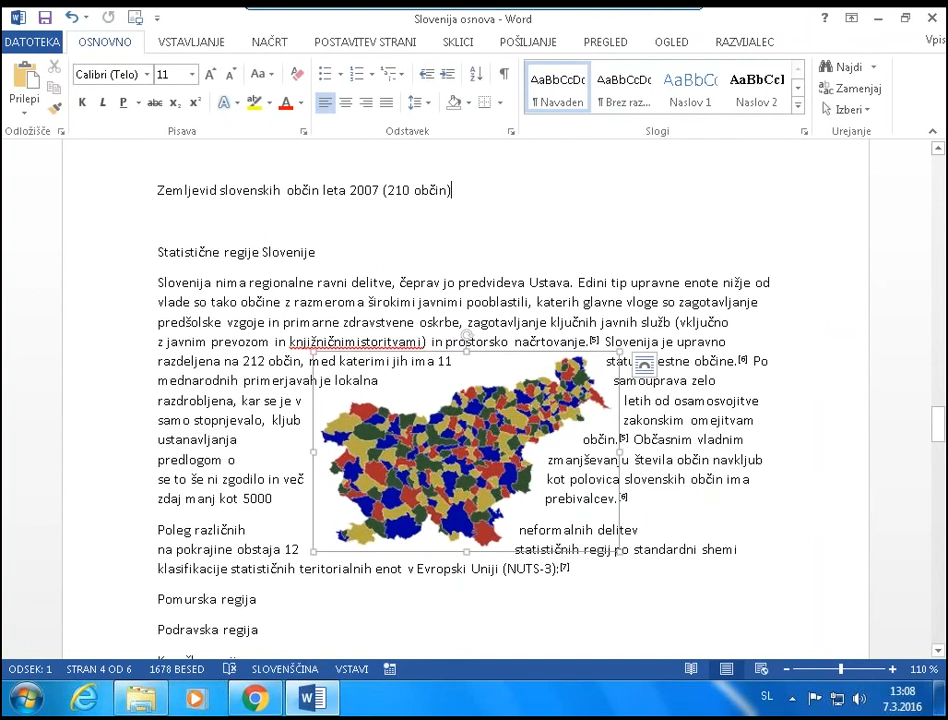 Slovenija osnova - Word
Vpis
DATOTEKA OSNOVNO VSTAVLJANJE NAČRT POSTAVITEV STRANI SKLICI POŠILJANJE PREGLED OGLED RAZVIJALEC
Prilepi
Calibri (Telo) 11
Aa
K L P abc x₂ x²
A A
AaBbCcDc AaBbCcDc AaBbCc AaBbCcI
¶ Navaden ¶ Brez raz... Naslov 1 Naslov 2
Najdi
Zamenjaj
Izberi
Odložišče Pisava Odstavek Slogi Urejanje
Zemljevid slovenskih občin leta 2007 (210 občin)
Statistične regije Slovenije
Slovenija nima regionalne ravni delitve, čeprav jo predvideva Ustava. Edini tip upravne enote nižje od
vlade so tako občine z razmeroma širokimi javnimi pooblastili, katerih glavne vloge so zagotavljanje
predšolske vzgoje in primarne zdravstvene oskrbe, zagotavljanje ključnih javnih služb (vključno
z javnim prevozom in knjižničnimistoritvami) in prostorsko načrtovanje.[5] Slovenija je upravno
razdeljena na 212 občin, med katerimi jih ima 11 estne občine.[6] Po
mednarodnih primerjavah je lokalna samouprava zelo
razdrobljena, kar se je v letih od osamosvojitve
samo stopnjevalo, kljub zakonskim omejitvam
ustanavljanja občin.[5] Občasnim vladnim
predlogom o zmanjševanju števila občin navkljub
se to še ni zgodilo in več kot polovica slovenskih občin ima
zdaj manj kot 5000 prebivalcev.[6]
Poleg različnih neformalnih delitev
na pokrajine obstaja 12 statističnih regij po standardni shemi
klasifikacije statističnih teritorialnih enot v Evropski Uniji (NUTS-3):[7]
Pomurska regija
Podravska regija
ODSEK: 1 STRAN 4 OD 6 1678 BESED SLOVENŠČINA VSTAVI 110 %
SL
13:08
7.3.2016